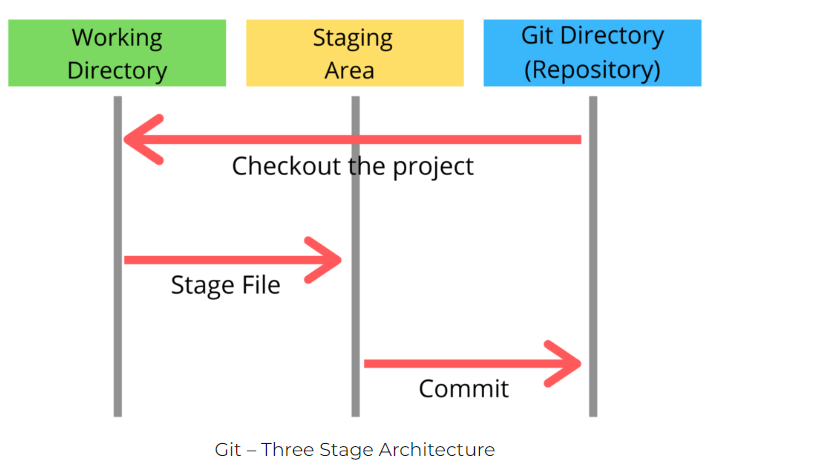 Working
Directory
Staging
Area
Git Directory
(Repository)
Checkout the project
Stage File
Commit
Git – Three Stage Architecture